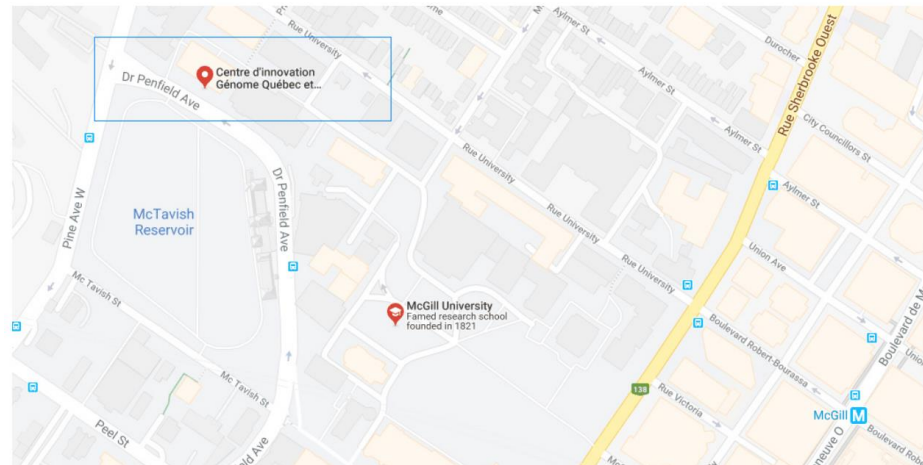 Durocher
Rue University
Aylmer St
Rue Sherbrooke Ouest
Centre d'innovation
Génome Québec et...
Dr Penfield Ave
Aylmer St
City Councillors St
Rue University
Dr Penfield Ave
Aylmer St
McTavish
Reservoir
Rue University
Pine Ave W
Union Ave
Rue University
Mc Tavish St
McGill University
Famed research school
founded in 1821
Boulevard Robert-Bourassa
Boulevard de M
Union
138
Rue Victoria
Mc Tavish St
McGill M
Peel St
Boulevard Robert